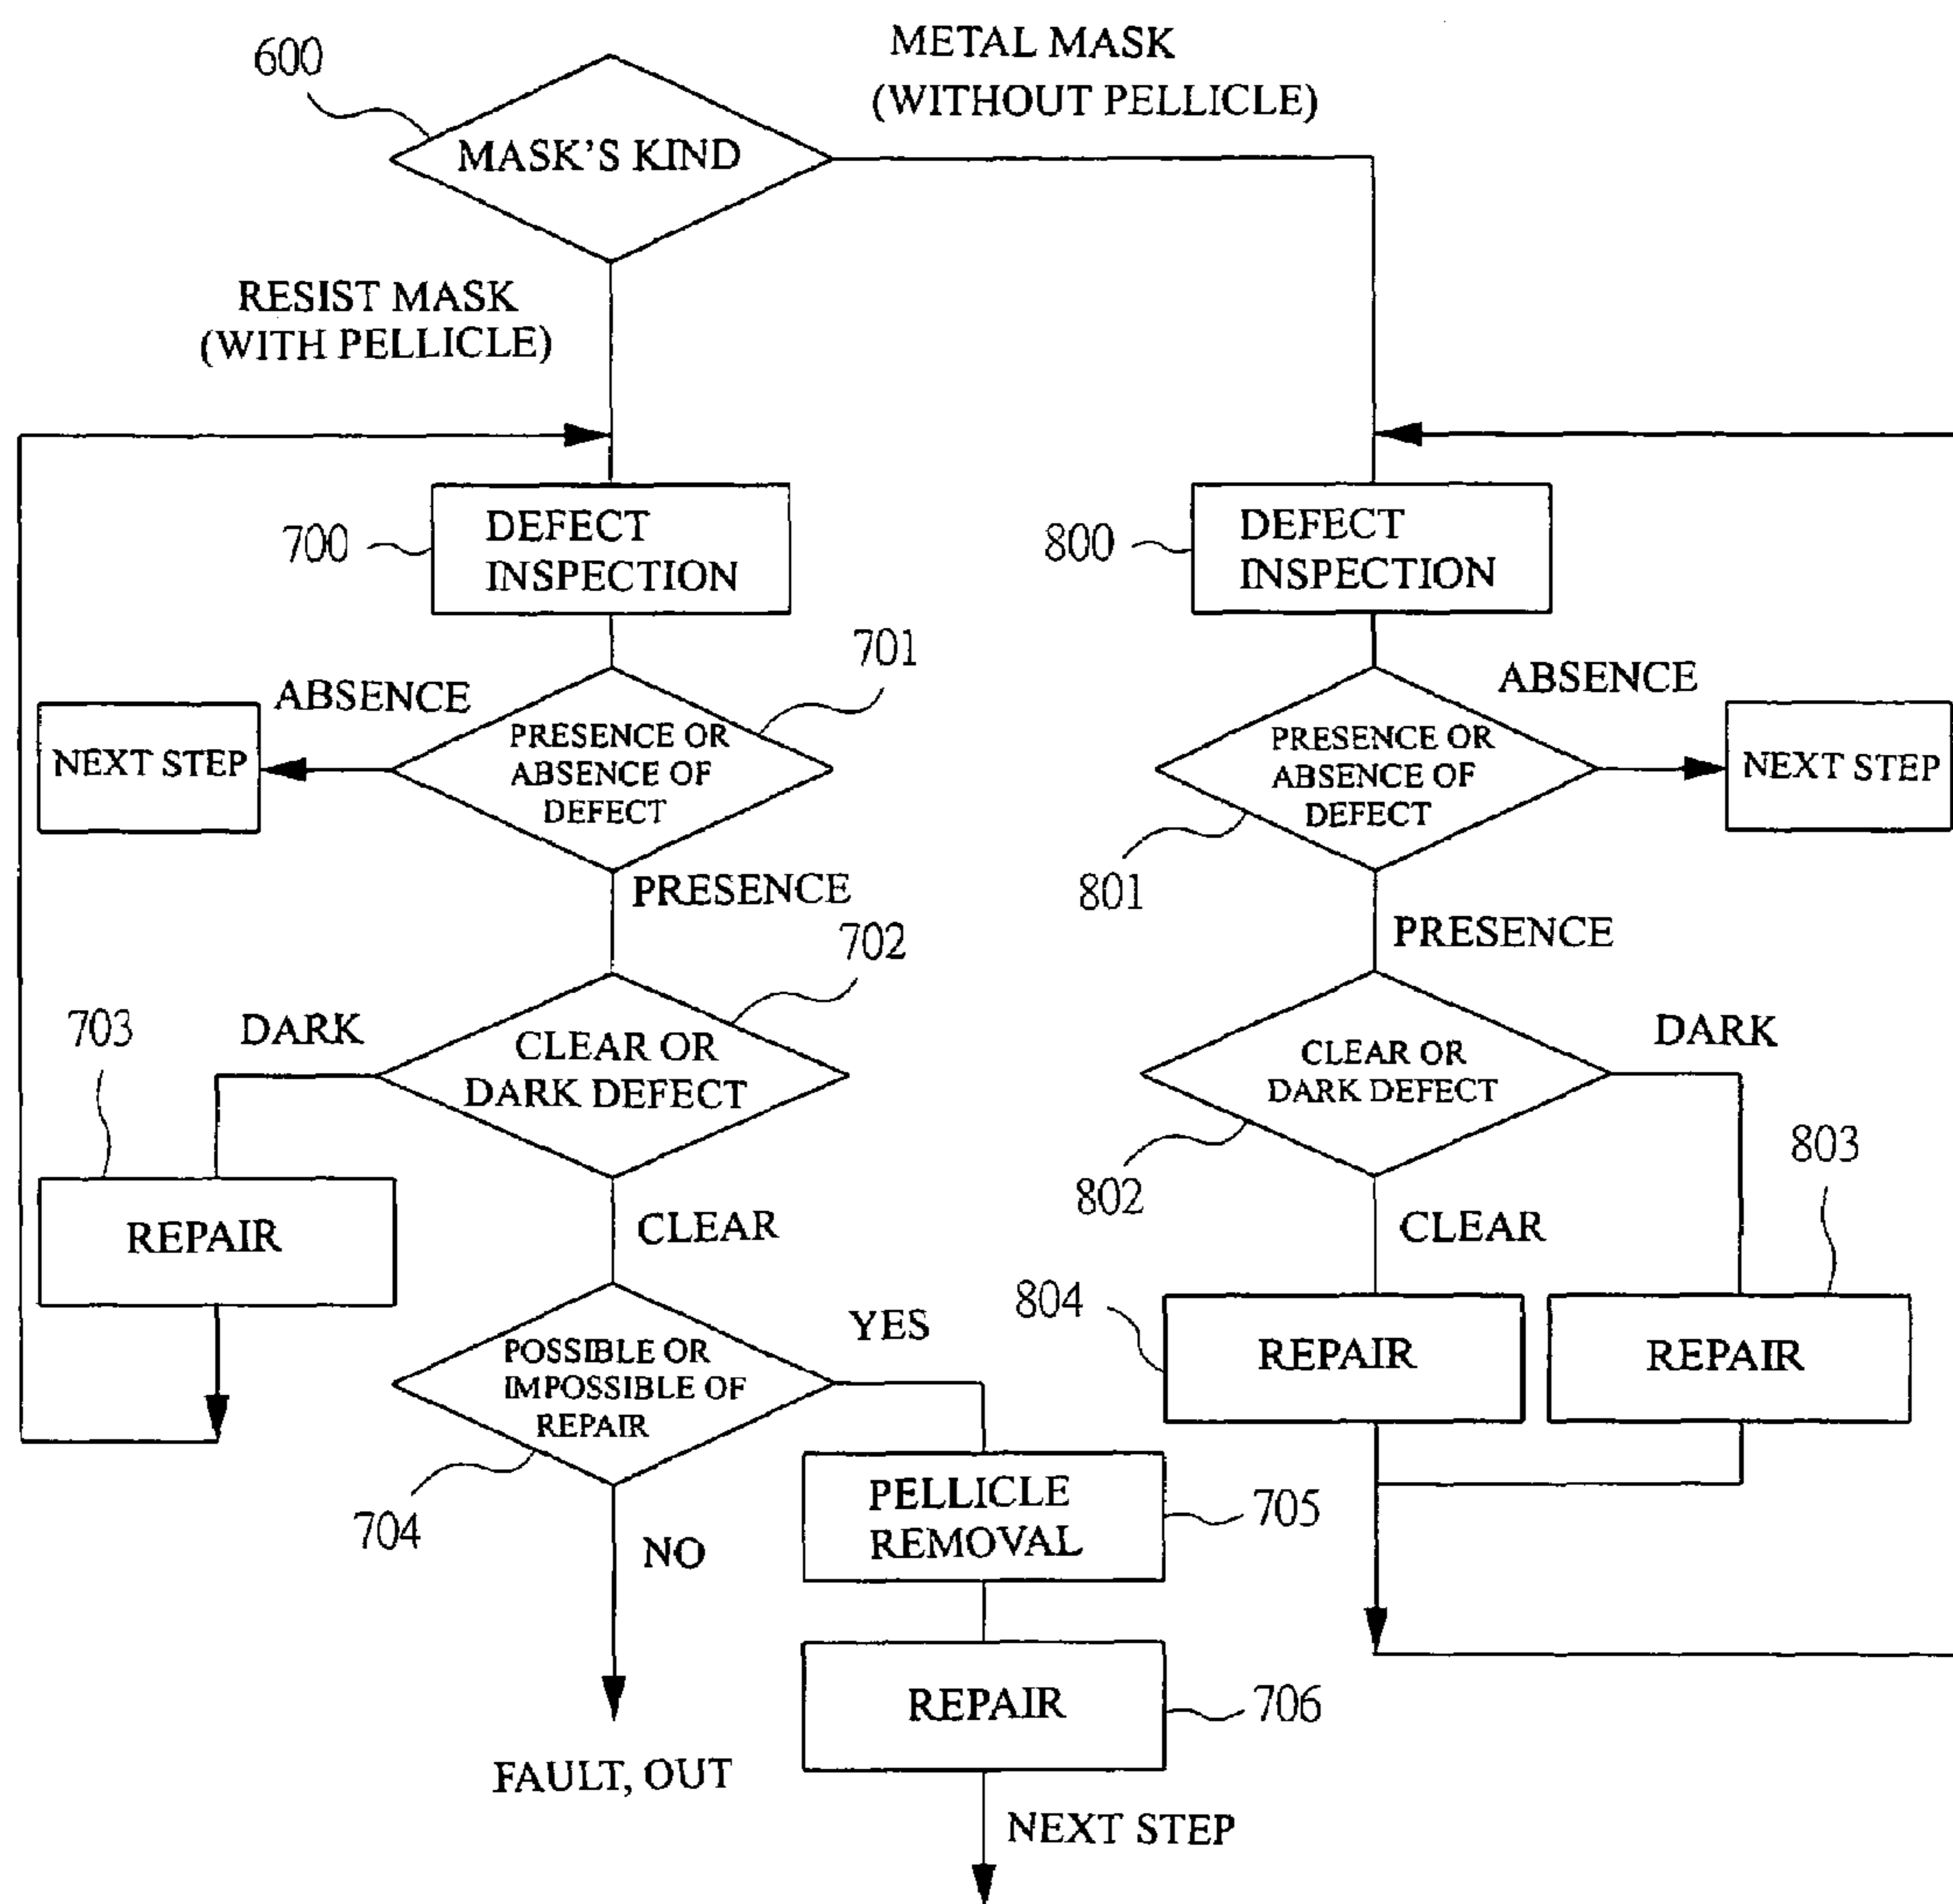 METAL MASK
(WITHOUT PELLICLE)
600
MASK'S KIND
RESIST MASK
(WITH PELLICLE)
700
DEFECT
INSPECTION
800
DEFECT
INSPECTION
701
ABSENCE
NEXT STEP
PRESENCE OR
ABSENCE OF
DEFECT
ABSENCE
PRESENCE OR
ABSENCE OF
DEFECT
NEXT STEP
801
PRESENCE
PRESENCE
702
703
DARK
CLEAR OR
DARK DEFECT
CLEAR OR
DARK DEFECT
DARK
802
803
REPAIR
CLEAR
CLEAR
804
REPAIR
REPAIR
POSSIBLE OR
IMPOSSIBLE OF
REPAIR
YES
704
NO
PELLICLE
REMOVAL
705
REPAIR
706
FAULT, OUT
NEXT STEP